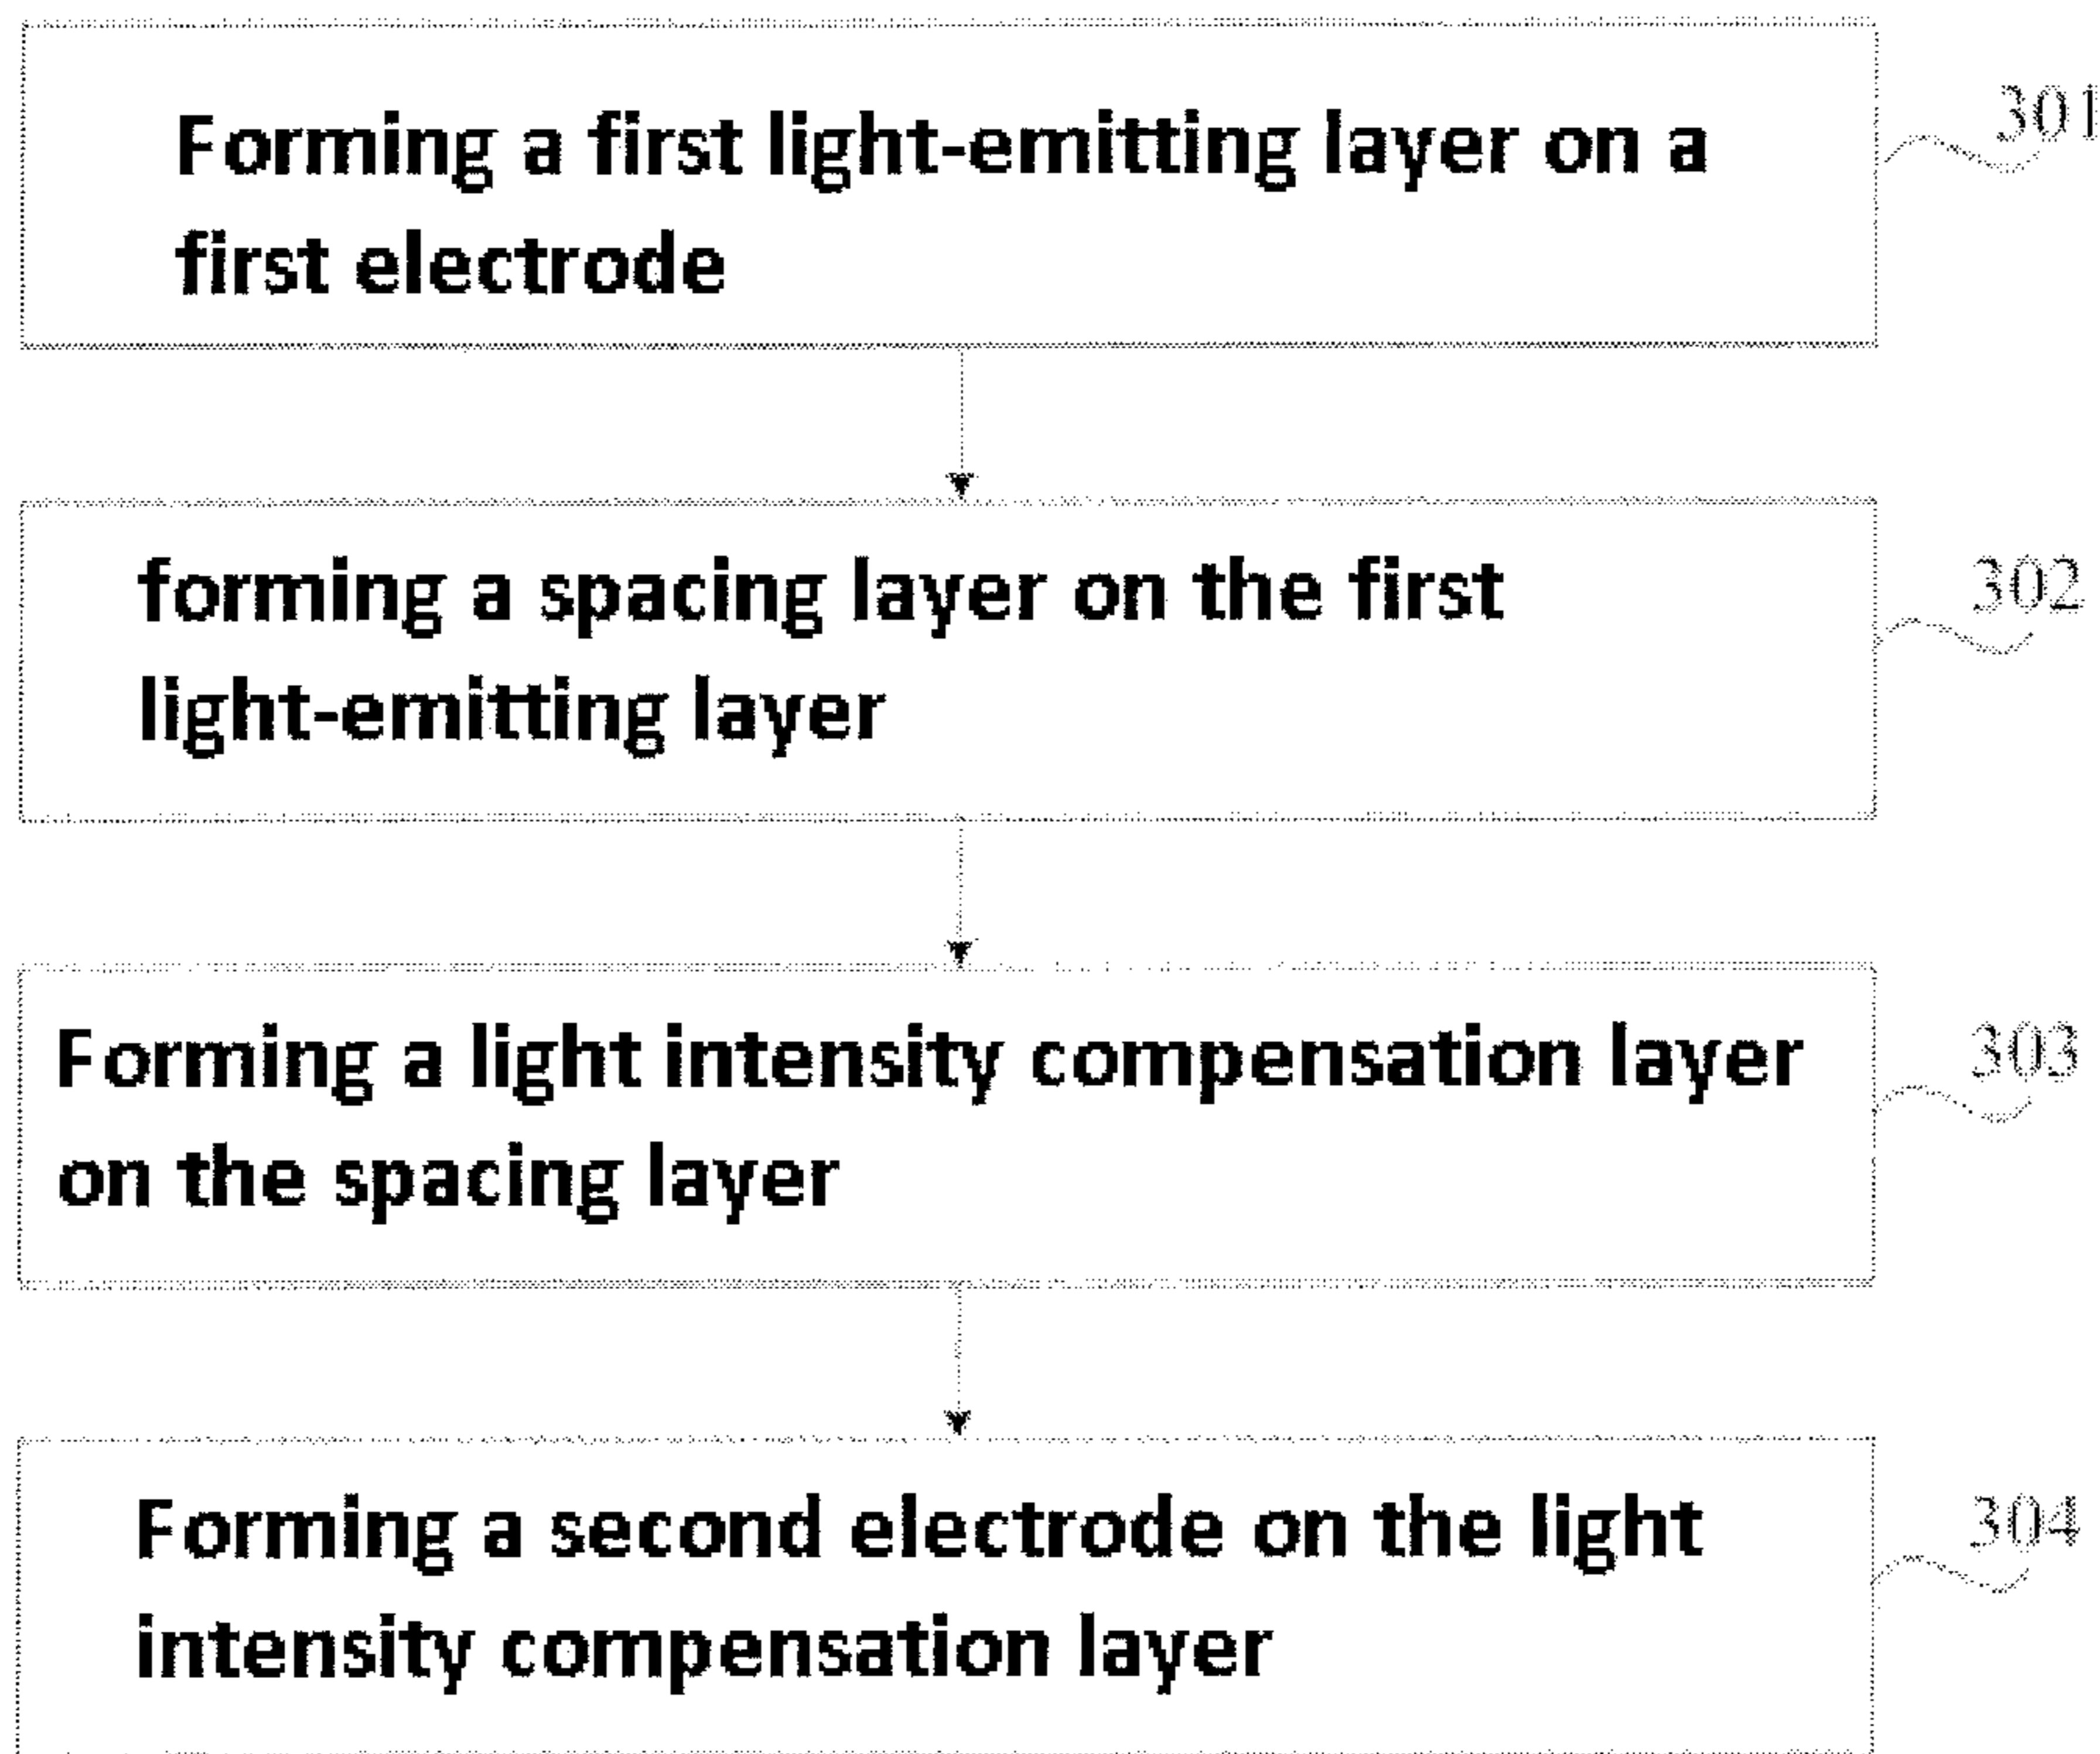 Forming a first light-emitting layer on a
first electrode
301
forming a spacing layer on the first
light-emitting layer
302
Forming a light intensity compensation layer
on the spacing layer
303
Forming a second electrode on the light
intensity compensation layer
304